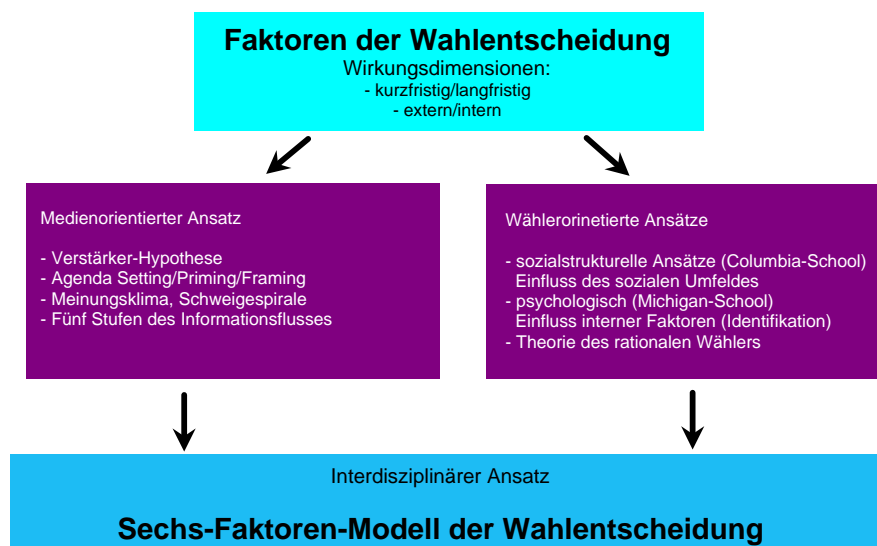 Faktoren der Wahlentscheidung
Wirkungsdimensionen:
- kurzfristig/langfristig
- extern/intern
Medienorientierter Ansatz
- Verstärker-Hypothese
- Agenda Setting/Priming/Framing
- Meinungsklima, Schweigespirale
- Fünf Stufen des Informationsflusses
Wählerorinetierte Ansätze
- sozialstrukturelle Ansätze (Columbia-School)
Einfluss des sozialen Umfeldes
- psychologisch (Michigan-School)
Einfluss interner Faktoren (Identifikation)
- Theorie des rationalen Wählers
Interdisziplinärer Ansatz
Sechs-Faktoren-Modell der Wahlentscheidung